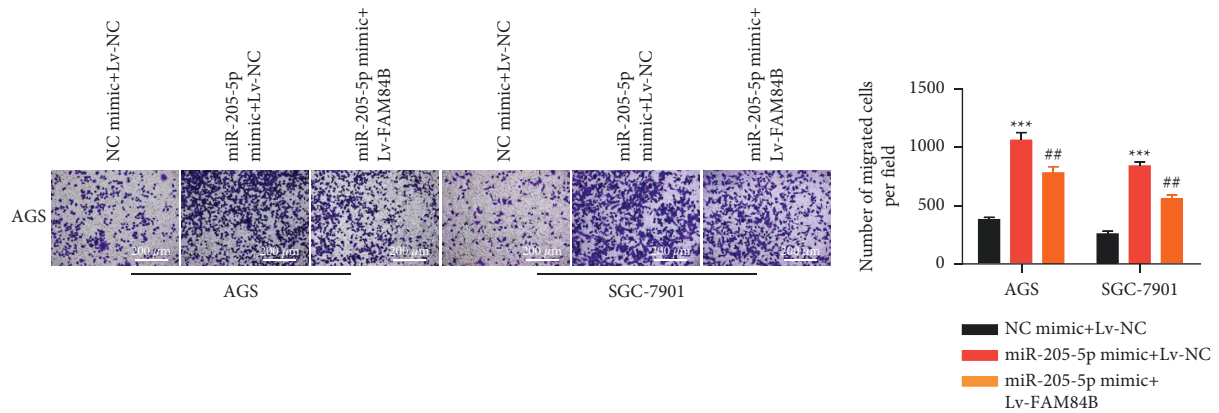 NC mimic+Lv-NC
miR-205-5p
mimic+Lv-NC
miR-205-5p mimic+
Lv-FAM84B
NC mimic+Lv-NC
miR-205-5p
mimic+Lv-NC
miR-205-5p mimic+
Lv-FAM84B
AGS
200 μm
200 μm
200 μm
200 μm
200 μm
200 μm
AGS
SGC-7901
Number of migrated cells
per field
1500
1000
500
0
***
##
***
##
AGS
SGC-7901
NC mimic+Lv-NC
miR-205-5p mimic+Lv-NC
miR-205-5p mimic+
Lv-FAM84B